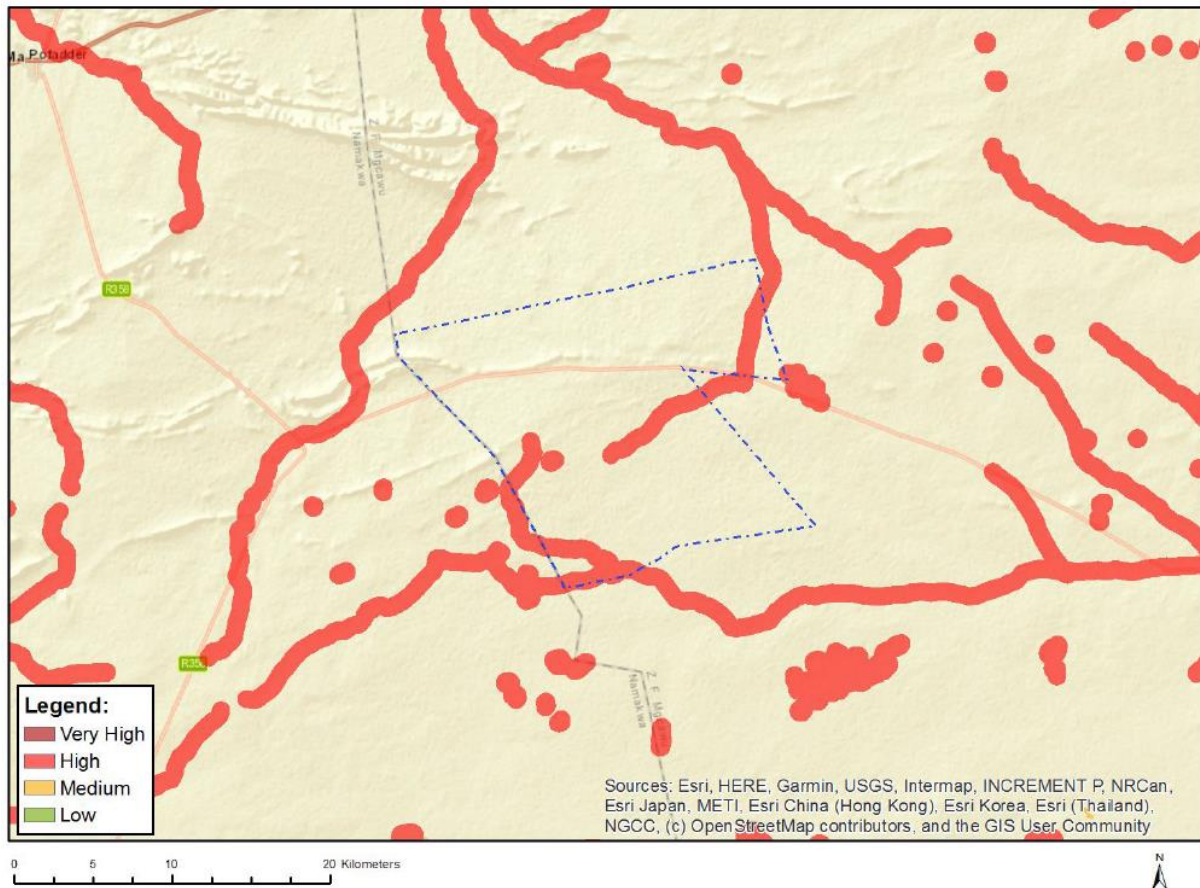 Ma Pofadder
Z F Mgcawu
Namakwa
R358
R358
Z F Mgcawu
Namakwa
Legend:
Very High
High
Medium
Low
Sources: Esri, HERE, Garmin, USGS, Intermap, INCREMENT P, NRCan,
Esri Japan, METI, Esri China (Hong Kong), Esri Korea, Esri (Thailand),
NGCC, (c) OpenStreetMap contributors, and the GIS User Community
0 5 10 20 Kilometers
N